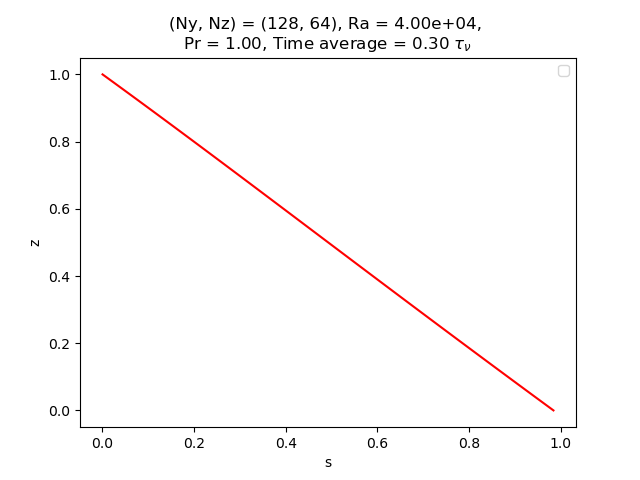 (Ny, Nz) = (128, 64), Ra = 4.00e+04,
Pr = 1.00, Time average = 0.30 τν
1.0
0.8
0.6
0.4
0.2
0.0
z
0.0 0.2 0.4 0.6 0.8 1.0
s